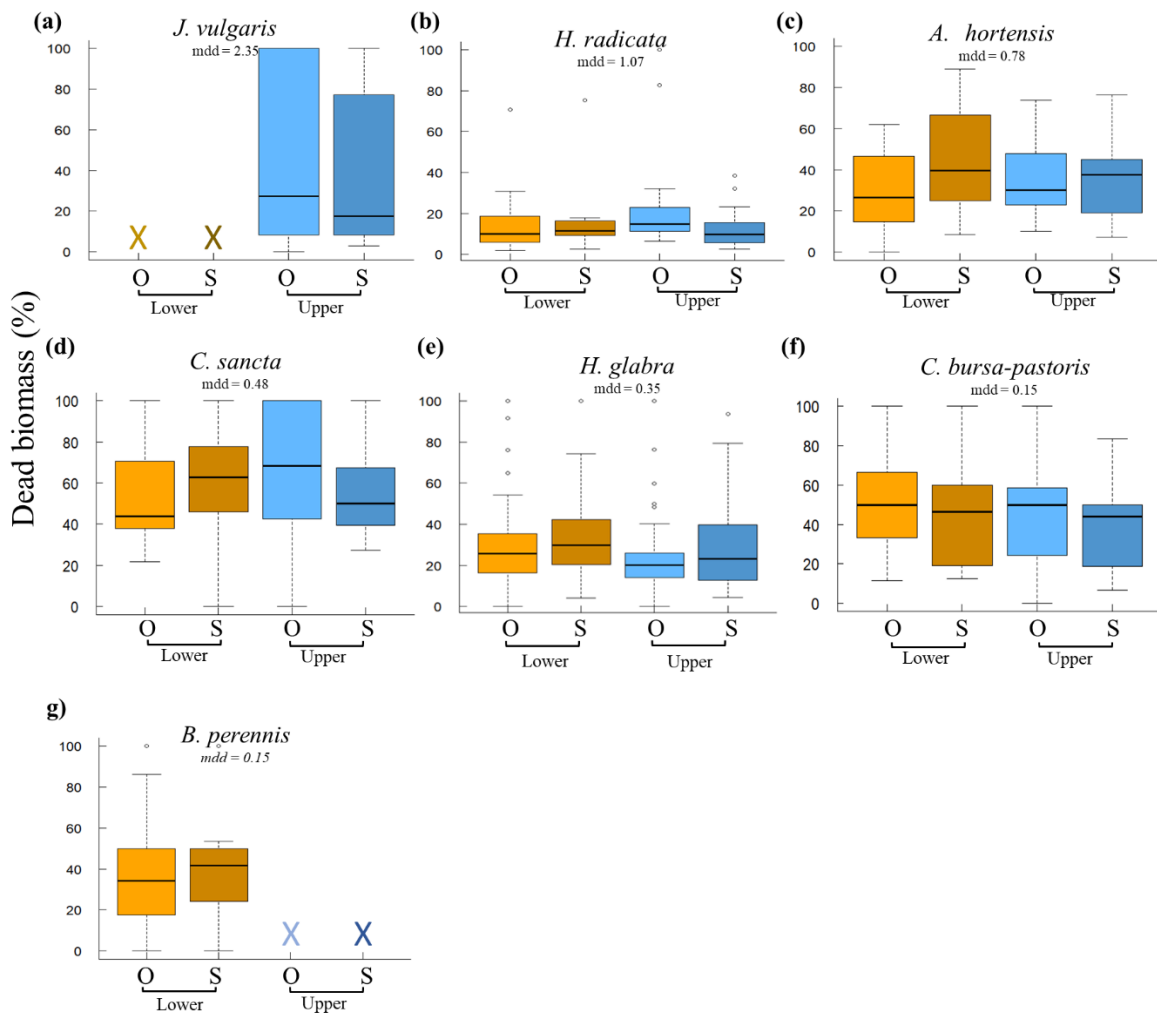 Dead biomass (%)
(a)
J. vulgaris
mdd = 2.35
100
80
60
40
20
0
X X
O S O S
Lower Upper
(b)
H. radicata
mdd = 1.07
100
80
60
40
20
0
O S O S
Lower Upper
(c)
A. hortensis
mdd = 0.78
100
80
60
40
20
0
O S O S
Lower Upper
(d)
C. sancta
mdd = 0.48
100
80
60
40
20
0
O S O S
Lower Upper
(e)
H. glabra
mdd = 0.35
100
80
60
40
20
0
O S O S
Lower Upper
(f)
C. bursa-pastoris
mdd = 0.15
100
80
60
40
20
0
O S O S
Lower Upper
g)
B. perennis
mdd = 0.15
100
80
60
40
20
0
X X
O S O S
Lower Upper